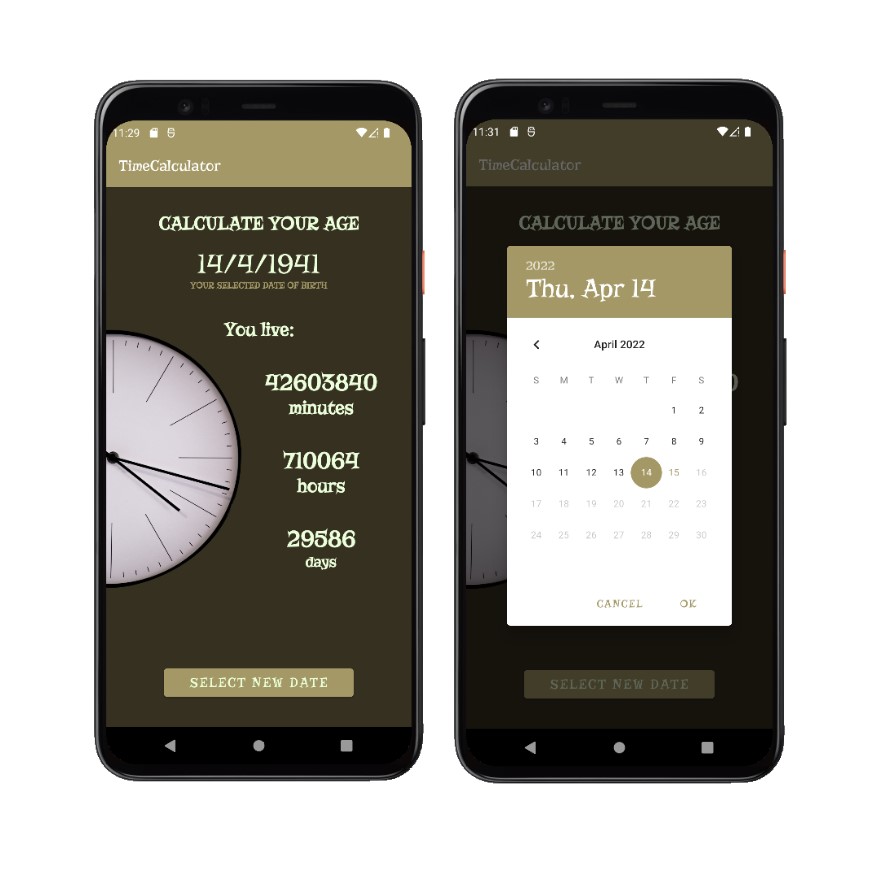 11:29
TimeCalculator
CALCULATE YOUR AGE
14/4/1941
YOUR SELECTED DATE OF BIRTH
You live:
42603840
minutes
710064
hours
29586
days
SELECT NEW DATE
11:31
TimeCalculator
CALCULATE YOUR AGE
2022
Thu, Apr 14
April 2022
S M T W T F S
1 2
3 4 5 6 7 8 9
10 11 12 13 14 15 16
17 18 19 20 21 22 23
24 25 26 27 28 29 30
CANCEL OK
SELECT NEW DATE